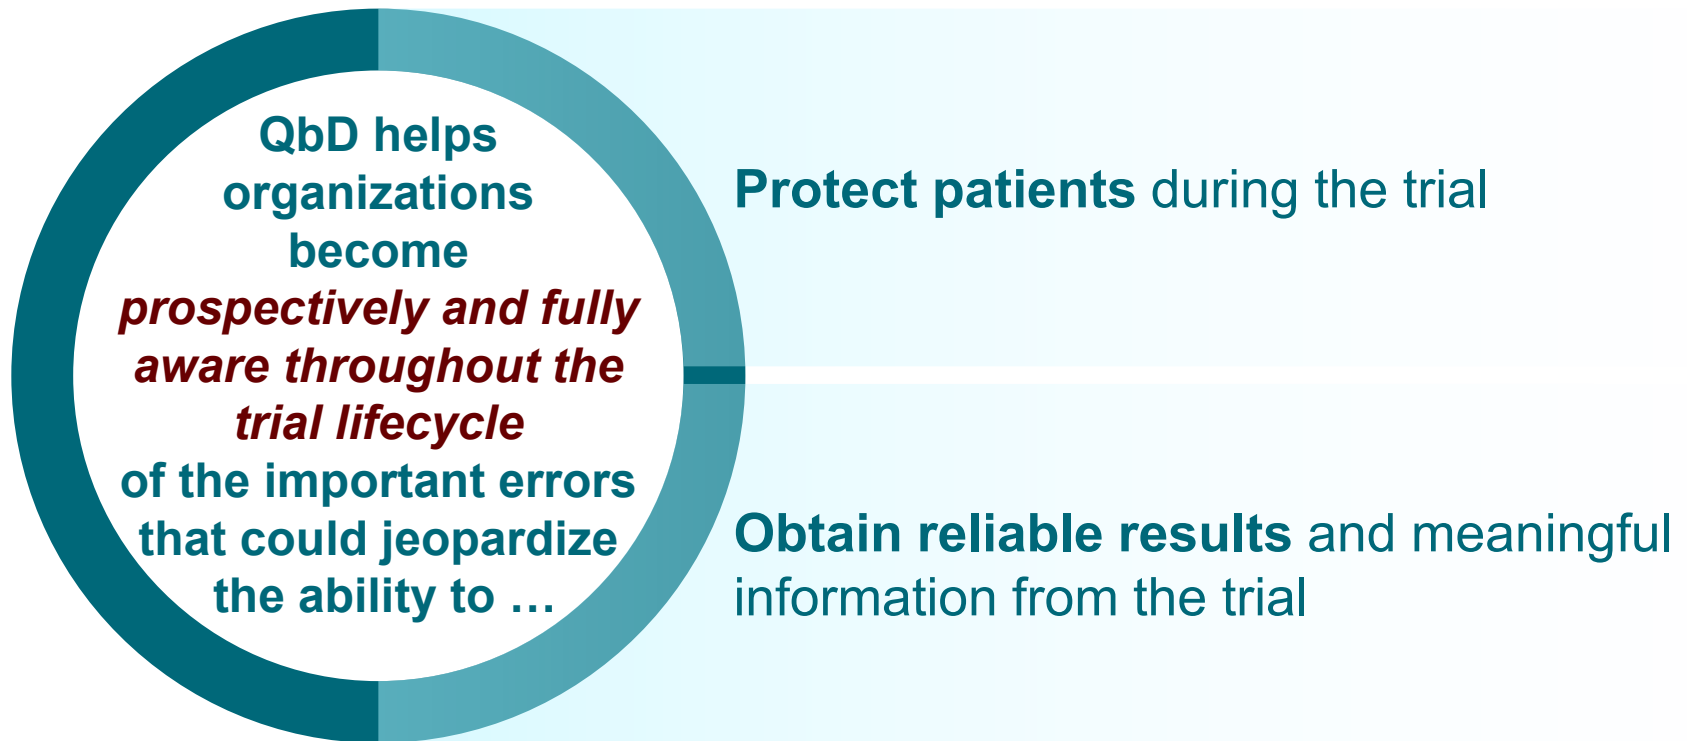 QbD helps
organizations
become
prospectively and fully
aware throughout the
trial lifecycle
of the important errors
that could jeopardize
the ability to …
Protect patients during the trial
Obtain reliable results and meaningful
information from the trial